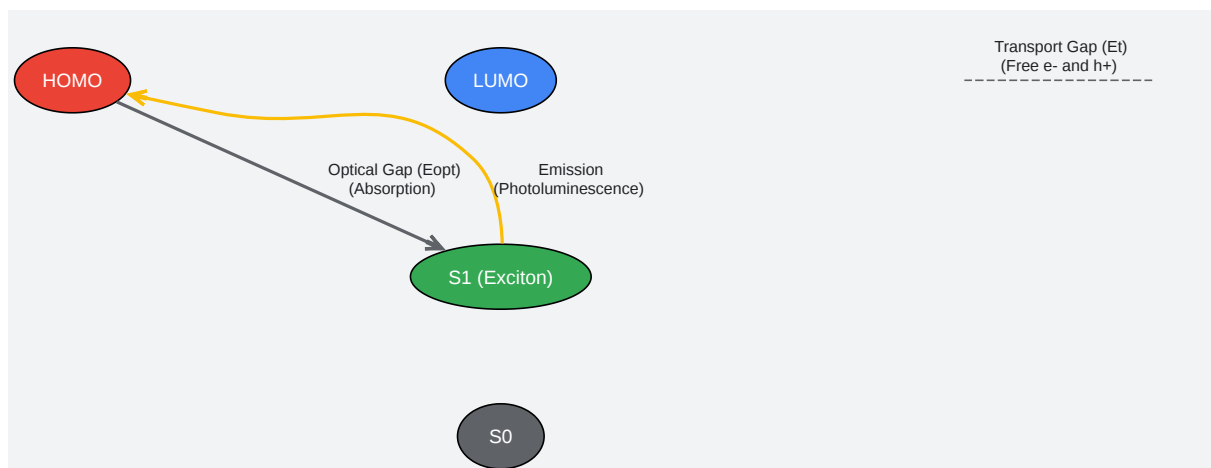 HOMO
LUMO
Transport Gap (Et)
(Free e- and h+)
Optical Gap (Eopt)
(Absorption)
Emission
(Photoluminescence)
S1 (Exciton)
S0